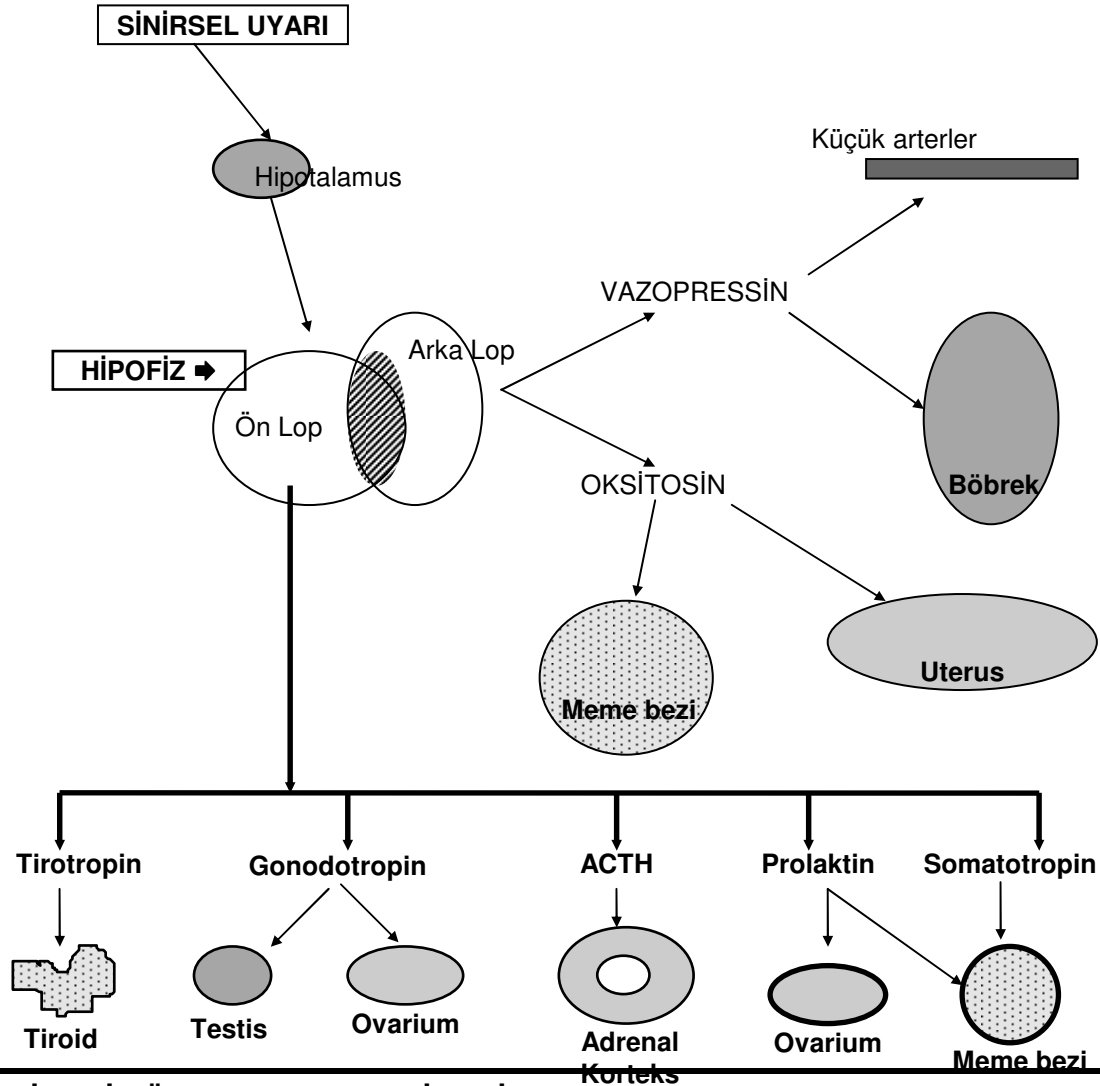 SİNİRSEL UYARI
Küçük arterler
Hipotalamus
VAZOPRESSİN
Arka Lop
HİPOFİZ ➡
Ön Lop
OKSİTOSİN
Böbrek
Uterus
Meme bezi
Tirotropin
Gonodotropin
ACTH
Prolaktin
Somatotropin
Tiroid
Testis
Ovarium
Adrenal
Korteks
Ovarium
Meme bezi